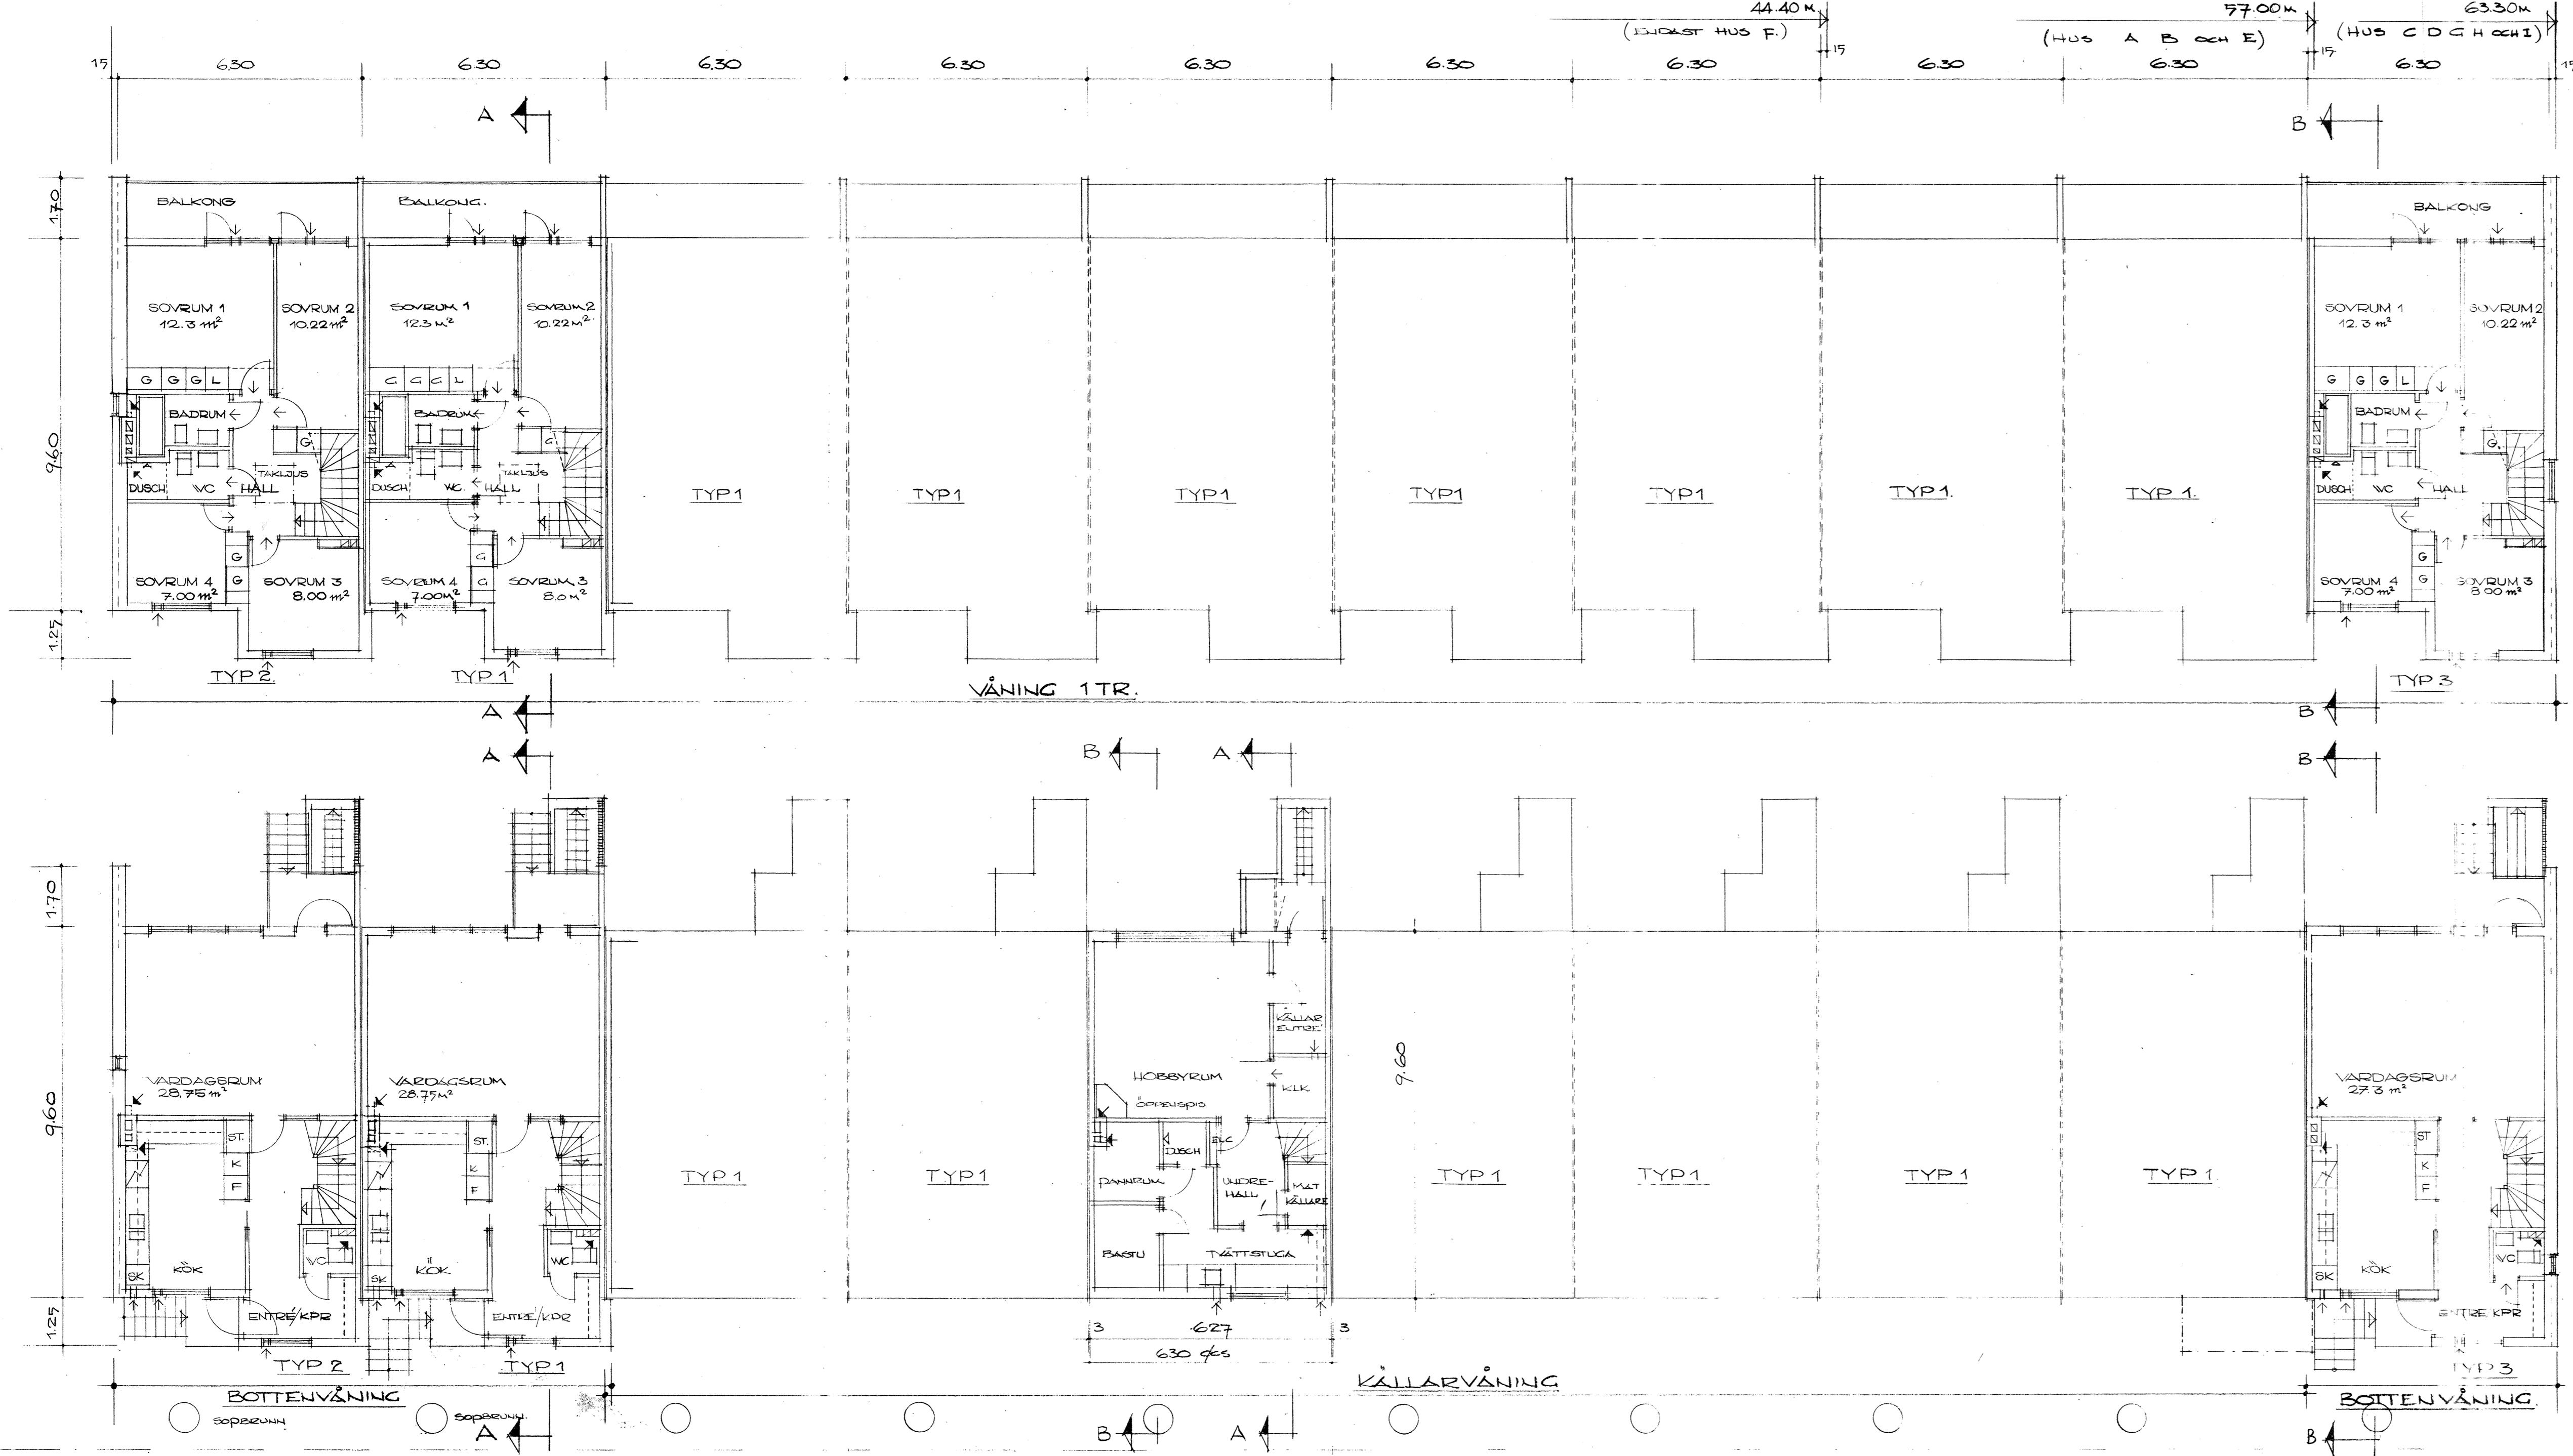 44.40 M
(ENDAST HUS F.)
57.00 M
(HUS A B OCH E)
63.30 M
(HUS C D G H OCH I)
15
6.30
6.30
6.30
6.30
6.30
6.30
6.30
15
6.30
6.30
15
6.30
15
A
B
1.70
9.60
1.25
BALKONG
SOVRUM 1
12.3 m²
SOVRUM 2
10.22 m²
G G G L
BADRUM
G
TAKLJUS
DUSCH WC HALL
G
G
SOVRUM 4
7.00 m²
SOVRUM 3
8.00 m²
TYP 2.
BALKONG.
SOVRUM 1
12.3 M²
SOVRUM 2
10.22 M²
G G G L
BADRUM
G
TAKLJUS
DUSCH WC. HALL
G
G
SOVRUM 4
7.00 M²
SOVRUM 3
8.0 M²
TYP 1
TYP 1
TYP 1
TYP 1
TYP 1
TYP 1
TYP 1.
TYP 1.
BALKONG
SOVRUM 1
12.3 m²
SOVRUM 2
10.22 m²
G G G L
BADRUM
G.
DUSCH WC HALL
G
G
SOVRUM 4
7.00 m²
SOVRUM 3
8.00 m²
TYP 3
VÅNING 1 TR.
A
B
A
B
A
B
1.70
9.60
1.25
VARDAGSRUM
28.75 m²
ST.
K
F
WC
SK
KÖK
ENTRÉ/KPR
TYP 2
VARDAGSRUM
28.75 M²
ST.
K
F
WC
SK
KÖK
ENTRÉ/KPR
TYP 1
BOTTENVÅNING
SOPBRUNN
SOPBRUNN.
TYP 1
TYP 1
KÄLLAR
ENTRÉ
HOBBYRUM
KLK
ÖPPENSPIS
ELC
DUSCH
PANNRUM
UNDRE-
HALL
MAT
KÄLLARE
BASTU
TVÄTTSTUGA
3
627
3
630 c/cs
9.60
TYP 1
TYP 1
TYP 1
TYP 1
KÄLLARVÅNING
VARDAGSRUM
27.3 m²
ST
K
F
WC
SK
KÖK
ENTRE KPR
TYP 3
BOTTENVÅNING.
A
B
A
B